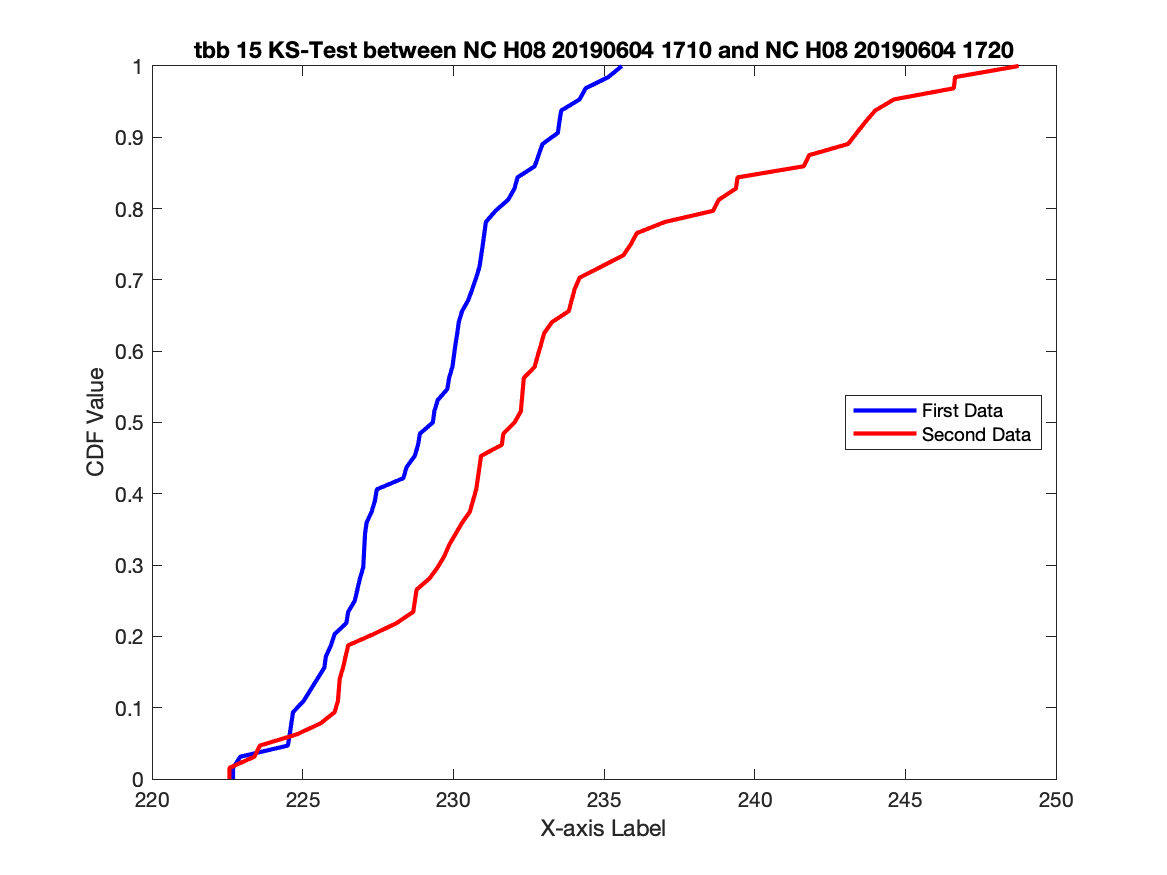 tbb 15 KS-Test between NC H08 20190604 1710 and NC H08 20190604 1720
1
0.9
0.8
0.7
0.6
0.5
0.4
0.3
0.2
0.1
0
CDF Value
First Data
Second Data
220 225 230 235 240 245 250
X-axis Label